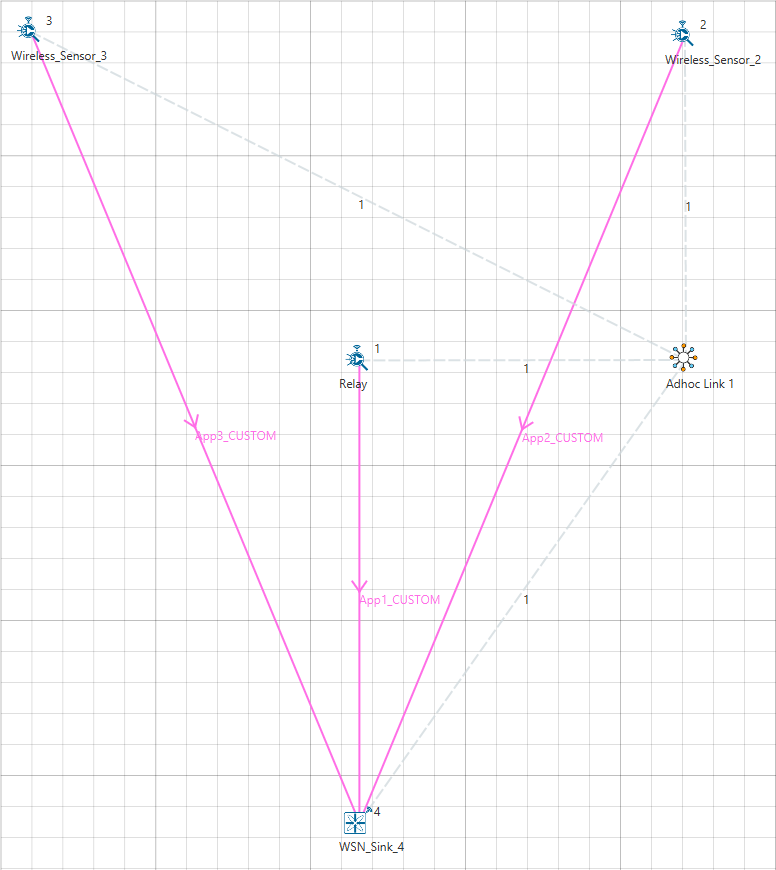 3
2
Wireless_Sensor_3
Wireless_Sensor_2
1
1
1
1
Relay
Adhoc Link 1
App3_CUSTOM
App2_CUSTOM
App1_CUSTOM
1
4
WSN_Sink_4